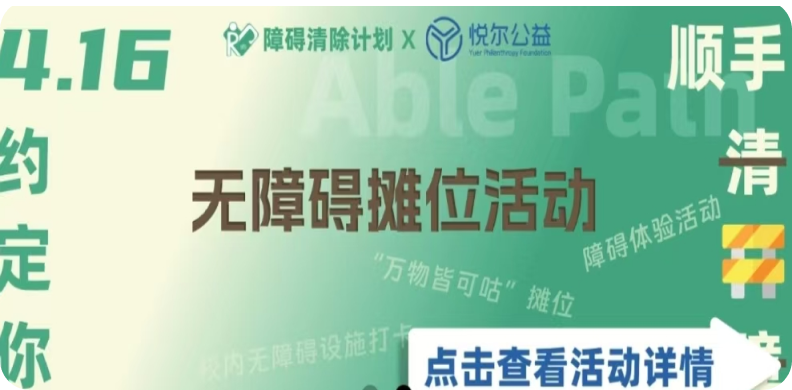 4.16
约
定
你
障碍清除计划 X 悦尔公益
Yuer Philanthropy Foundation
Able Path
无障碍摊位活动
障碍体验活动
“万物皆可咕”摊位
校内无障碍设施打卡
顺手
清
点击查看活动详情